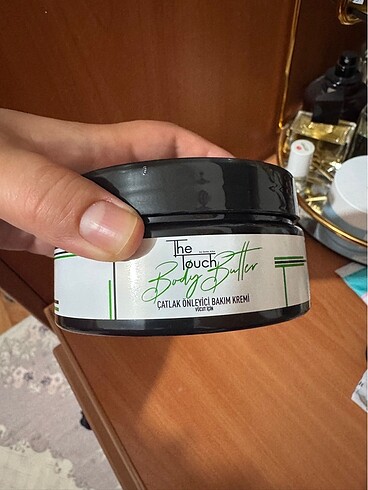 The
Touch
Body Butter
ÇATLAK ÖNLEYİCİ BAKIM KREMİ
VÜCUT İÇİN